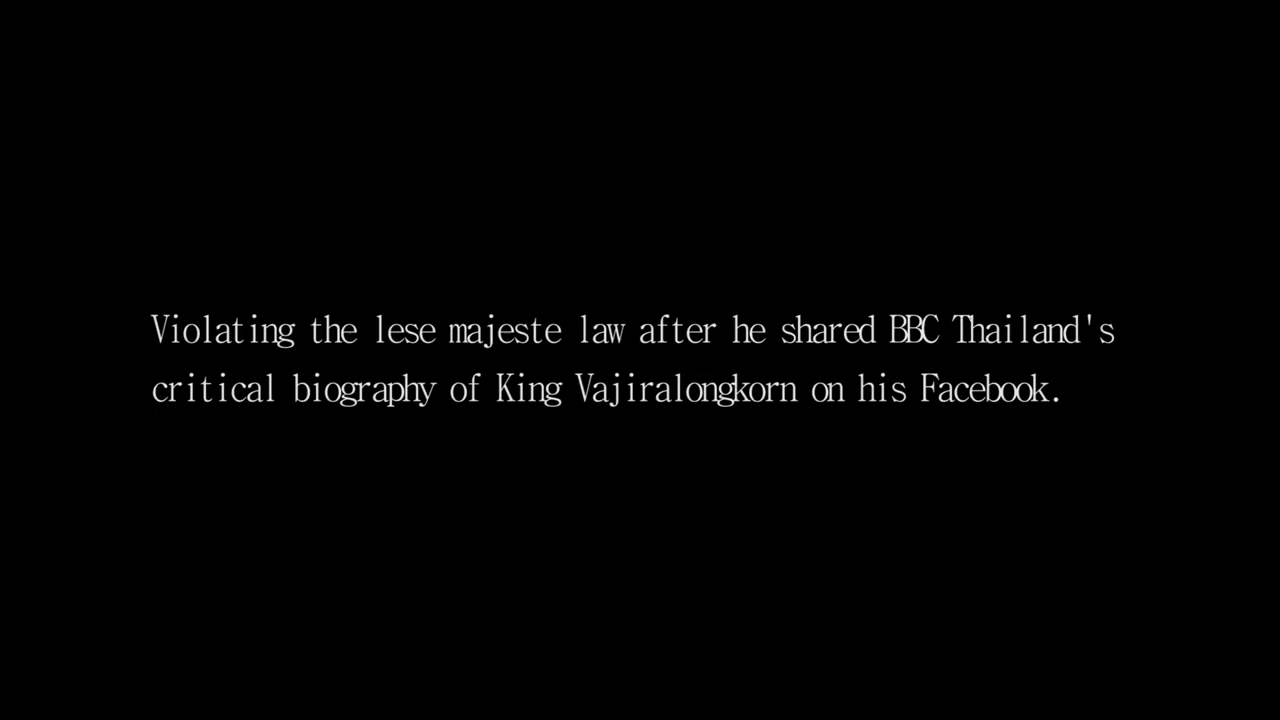 Violating the lese majeste law after he shared BBC Thailand's
critical biography of King Vajiralongkorn on his Facebook.